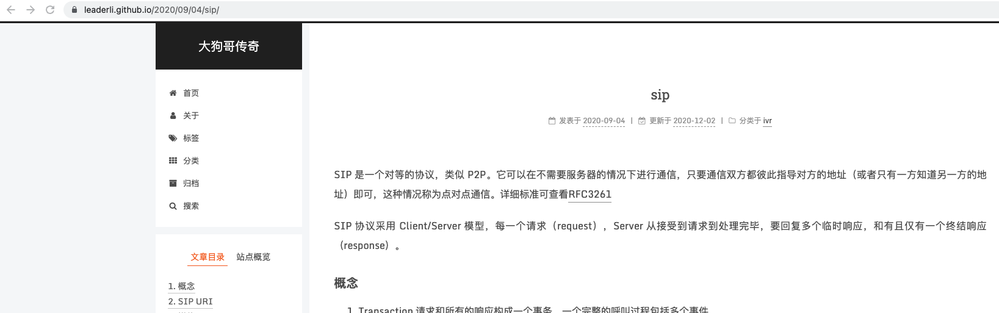 leaderli.github.io/2020/09/04/sip/
大狗哥传奇
首页
关于
标签
分类
归档
搜索
文章目录 站点概览
1. 概念
2. SIP URI
sip
发表于 2020-09-04 | 更新于 2020-12-02 | 分类于 ivr
SIP 是一个对等的协议，类似 P2P。它可以在不需要服务器的情况下进行通信，只要通信双方都彼此指导对方的地址（或者只有一方知道另一方的地
址）即可，这种情况称为点对点通信。详细标准可查看RFC3261
SIP 协议采用 Client/Server 模型，每一个请求（request），Server 从接受到请求到处理完毕，要回复多个临时响应，和有且仅有一个终结响应
（response）。
概念
1. Transaction 请求和所有的响应构成一个事务，一个完整的呼叫过程包括多个事件